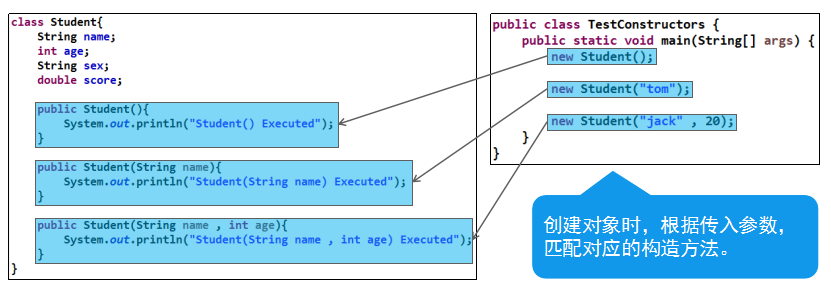 class Student{
String name;
int age;
String sex;
double score;
public Student(){
System.out.println("Student() Executed");
}
public Student(String name){
System.out.println("Student(String name) Executed");
}
public Student(String name , int age){
System.out.println("Student(String name , int age) Executed");
}
}
public class TestConstructors {
public static void main(String[] args) {
new Student();
new Student("tom");
new Student("jack" , 20);
}
}
创建对象时，根据传入参数，
匹配对应的构造方法。